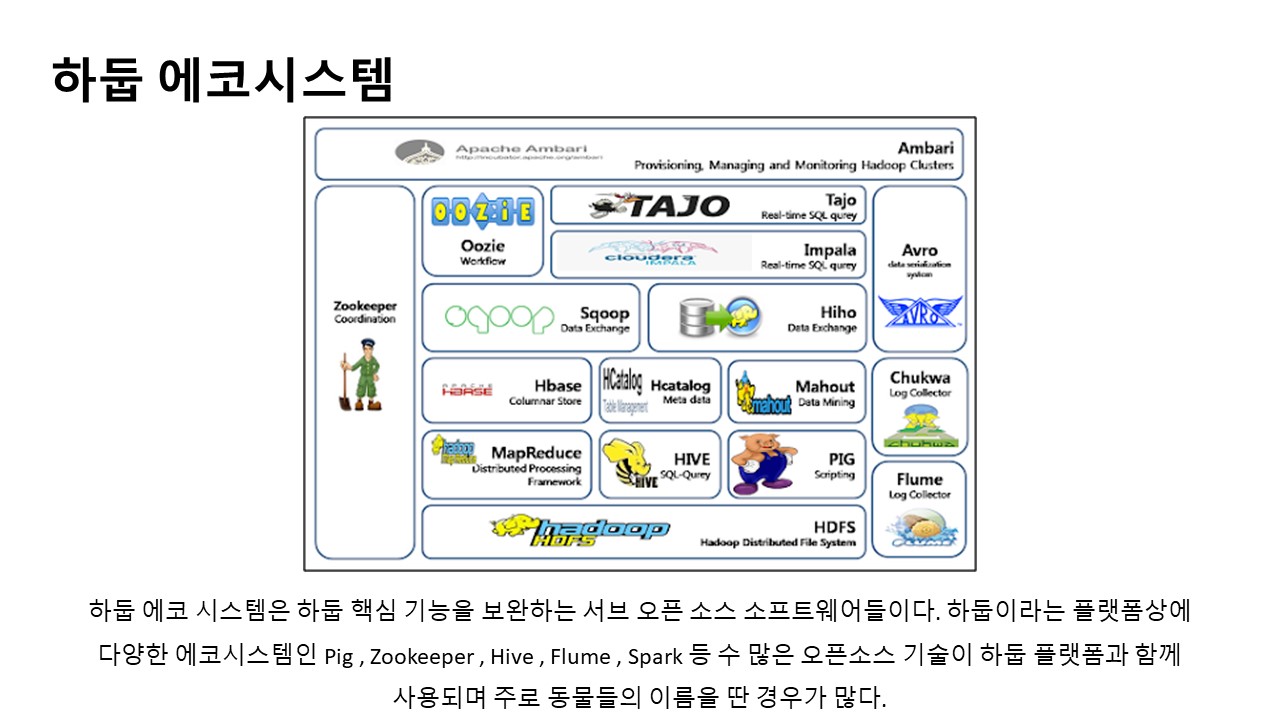 하둡 에코시스템
Apache Ambari
http://incubator.apache.org/ambari
Ambari
Provisioning, Managing and Monitoring Hadoop Clusters
Zookeeper
Coordination
OOZIE
Oozie
Workflow
TAJO
Tajo
Real-time SQL qurey
cloudera
IMPALA
Impala
Real-time SQL qurey
Avro
data serialization
system
AVRO
sqoop
Sqoop
Data Exchange
Hiho
Data Exchange
APACHE
HBASE
Hbase
Columnar Store
HCatalog
Table Management
Hcatalog
Meta data
mahout
Mahout
Data Mining
Chukwa
Log Collector
chukwa
hadoop
MapReduce
Distributed Processing
Framework
HIVE
HIVE
SQL-Qurey
PIG
Scripting
Flume
Log Collector
hadoop
HDFS
HDFS
Hadoop Distributed File System
하둡 에코 시스템은 하둡 핵심 기능을 보완하는 서브 오픈 소스 소프트웨어들이다. 하둡이라는 플랫폼상에
다양한 에코시스템인 Pig , Zookeeper , Hive , Flume , Spark 등 수 많은 오픈소스 기술이 하둡 플랫폼과 함께
사용되며 주로 동물들의 이름을 딴 경우가 많다.